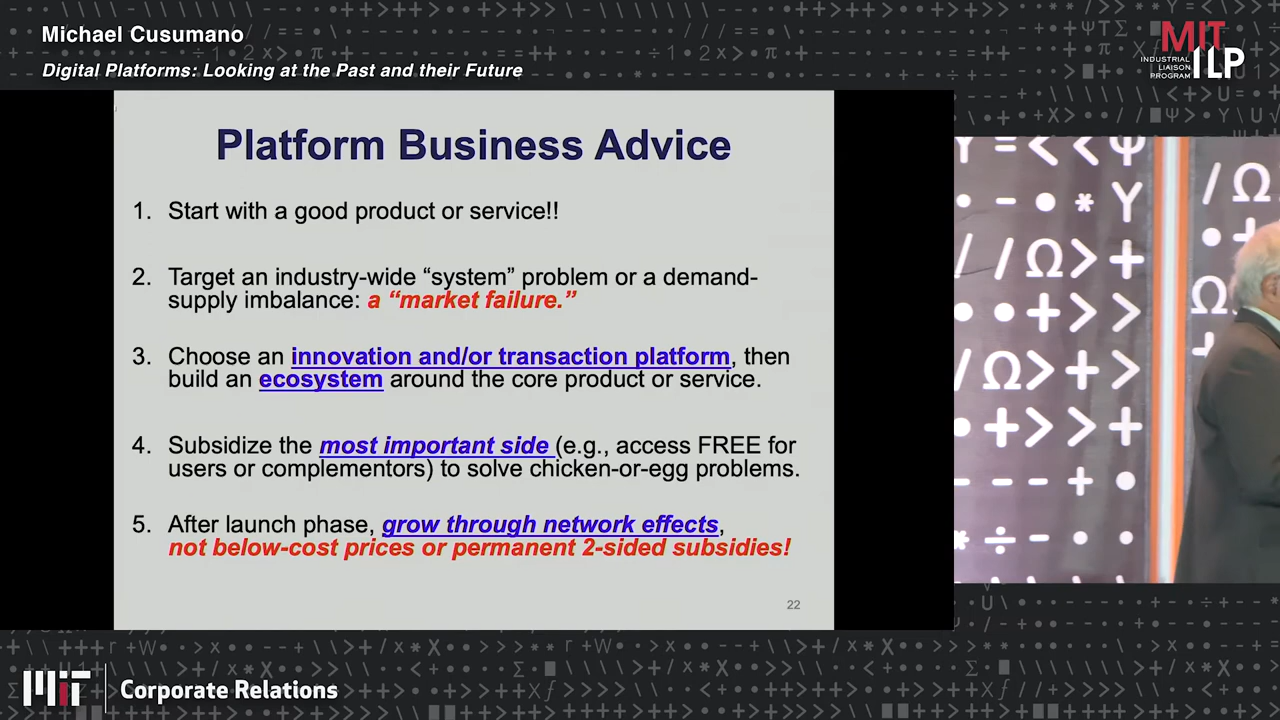 Michael Cusumano
Digital Platforms: Looking at the Past and their Future
MIT
INDUSTRIAL
LIAISON
PROGRAM
ILP
Platform Business Advice
1. Start with a good product or service!!
2. Target an industry-wide “system” problem or a demand-
supply imbalance: a “market failure.”
3. Choose an innovation and/or transaction platform, then
build an ecosystem around the core product or service.
4. Subsidize the most important side (e.g., access FREE for
users or complementors) to solve chicken-or-egg problems.
5. After launch phase, grow through network effects,
not below-cost prices or permanent 2-sided subsidies!
22
MIT
Corporate Relations